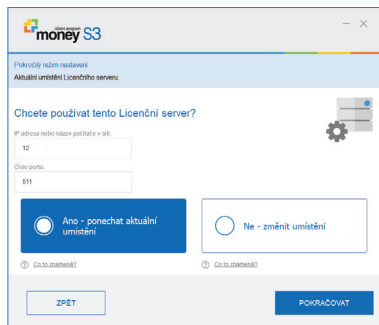 účetní program
money S3
Pokročilý režim nastavení
Aktuální umístění Licenčního serveru.
Chcete používat tento Licenční server?
IP adresa nebo název počítače v síti:
12
Číslo portu:
511
Ano - ponechat aktuální
umístění
Ne - změnit umístění
Co to znamená?
Co to znamená?
ZPĚT
POKRAČOVAT